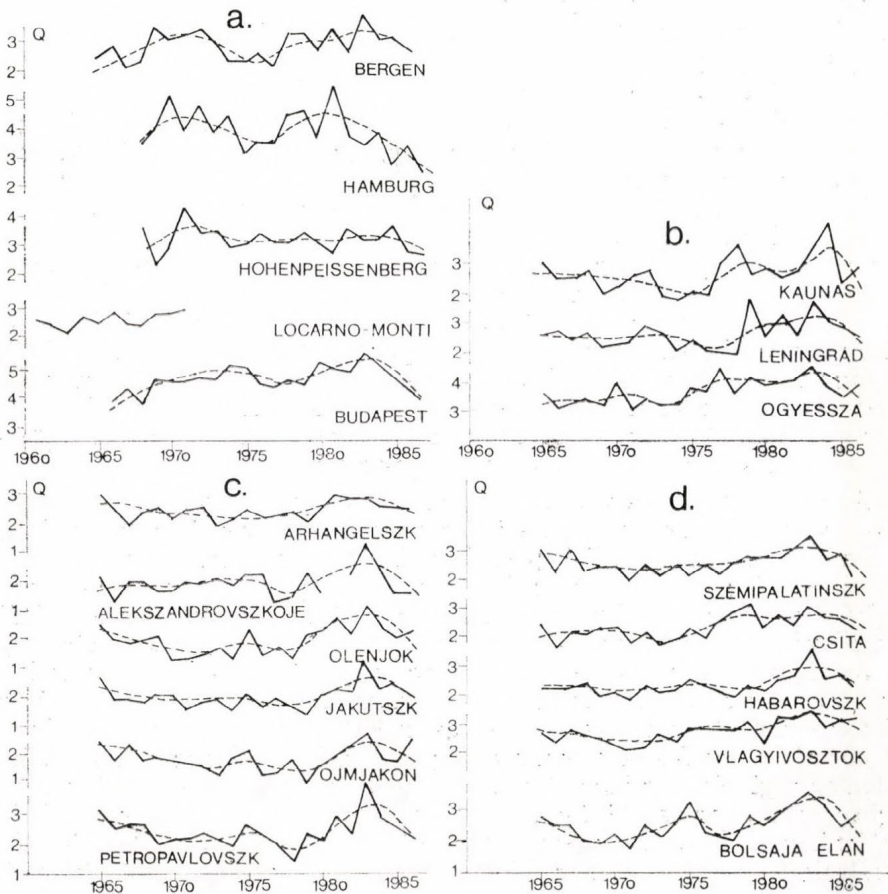 a.
Q
3
2
BERGEN
5
4
3
2
HAMBURG
4
3
2
HOHENPEISSENBERG
3
2
LOCARNO-MONTI
5
4
3
BUDAPEST
1960 1965 1970 1975 1980 1985
b.
Q
3
2
KAUNAS
3
2
LENINGRAD
4
3
OGYESSZA
1960 1965 1970 1975 1980 1985
c.
Q
3
2
1
ARHANGELSZK
2
1
ALEKSZANDROVSZKOJE
2
1
OLENJOK
2
1
JAKUTSZK
2
1
OJMJAKON
3
2
1
PETROPAVLOVSZK
1965 1970 1975 1980 1985
d.
Q
3
2
SZEMIPALATINSZK
3
2
CSITA
3
2
HABAROVSZK
3
2
VLAGYIVOSZTOK
3
2
1
BOLSAJA ELAN
1965 1970 1975 1980 1985